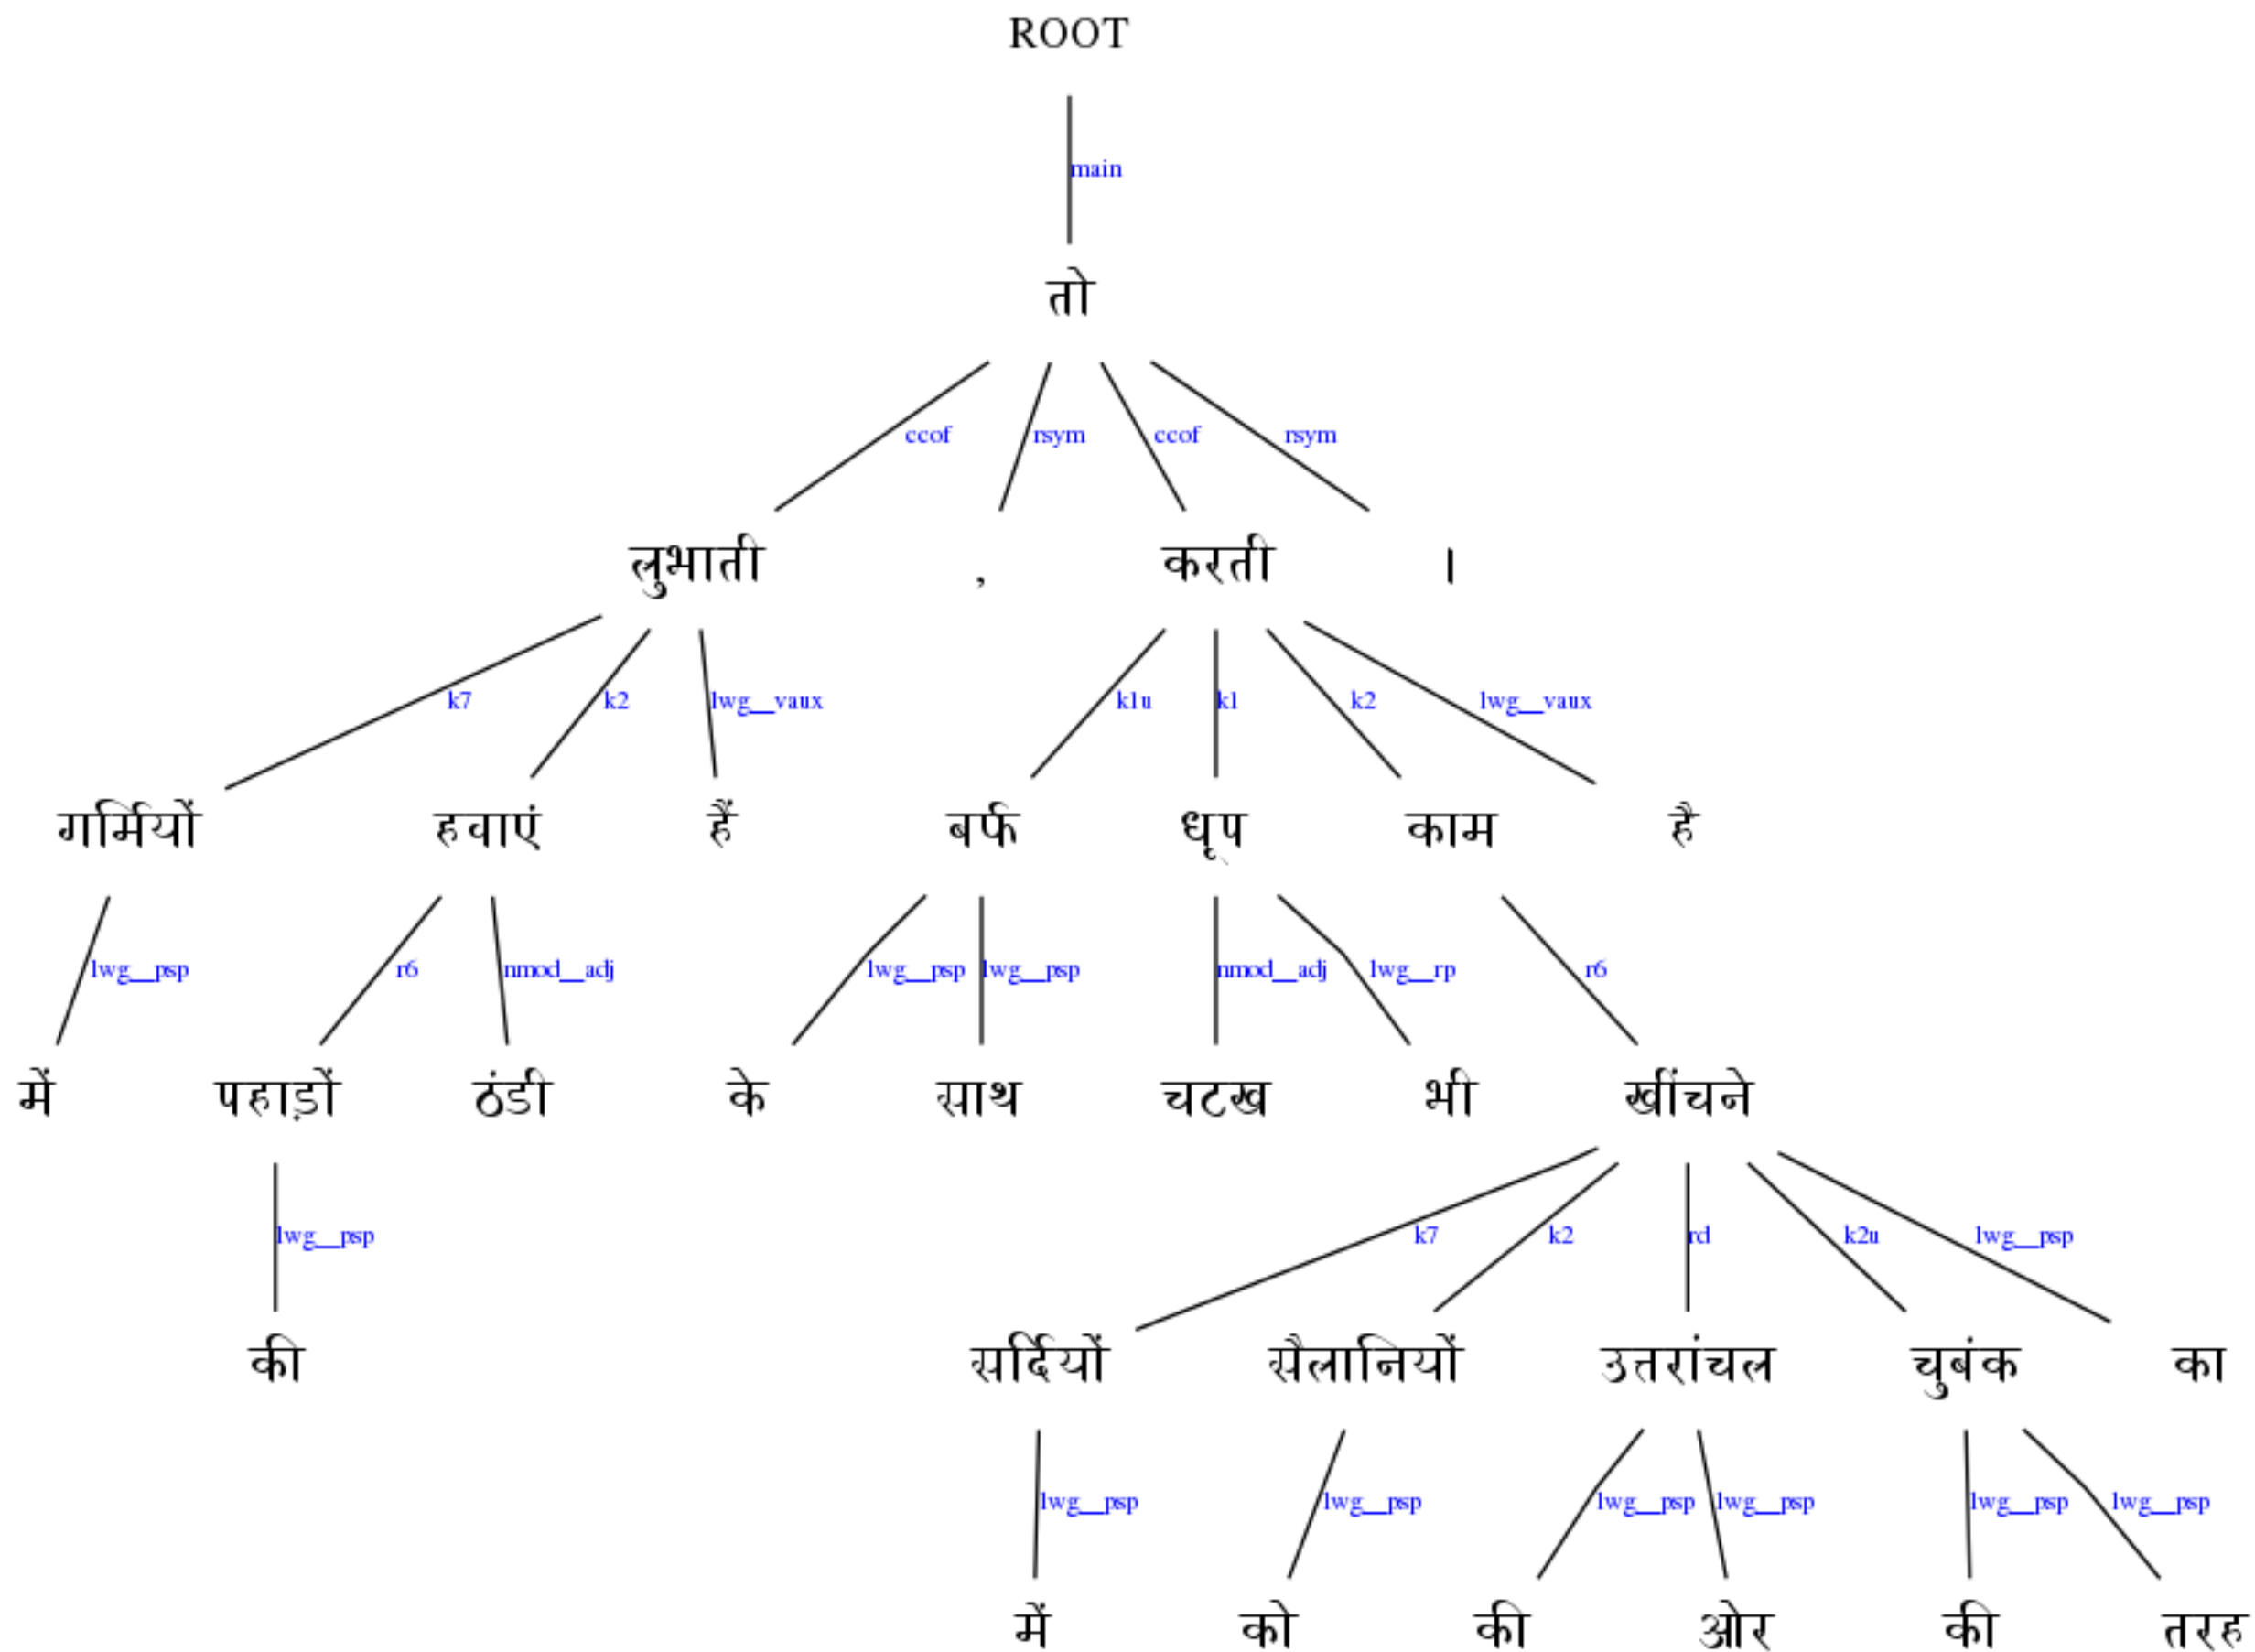 ROOT
main
तो
ccof rsym ccof rsym
लुभाती , करती ।
k7 k2 lwg__vaux k1u k1 k2 lwg__vaux
गर्मियों हवाएं हैं बर्फ धूप काम है
lwg__psp r6 nmod__adj lwg__psp lwg__psp nmod__adj lwg__rp r6
में पहाड़ों ठंडी के साथ चटख भी खींचने
lwg__psp k7 k2 rd k2u lwg__psp
की सर्दियों सैलानियों उत्तरांचल चुबंक का
lwg__psp lwg__psp lwg__psp lwg__psp lwg__psp lwg__psp
में को की ओर की तरह